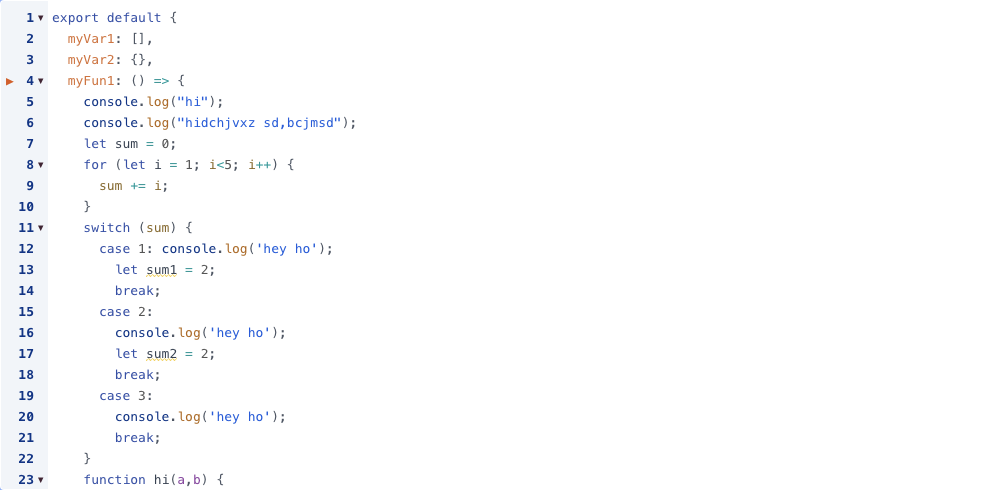 1 export default {
2 myVar1: [],
3 myVar2: {},
4 myFun1: () => {
5 console.log("hi");
6 console.log("hidchjvxz sd,bcjmsd");
7 let sum = 0;
8 for (let i = 1; i<5; i++) {
9 sum += i;
10 }
11 switch (sum) {
12 case 1: console.log('hey ho');
13 let sum1 = 2;
14 break;
15 case 2:
16 console.log('hey ho');
17 let sum2 = 2;
18 break;
19 case 3:
20 console.log('hey ho');
21 break;
22 }
23 function hi(a,b) {